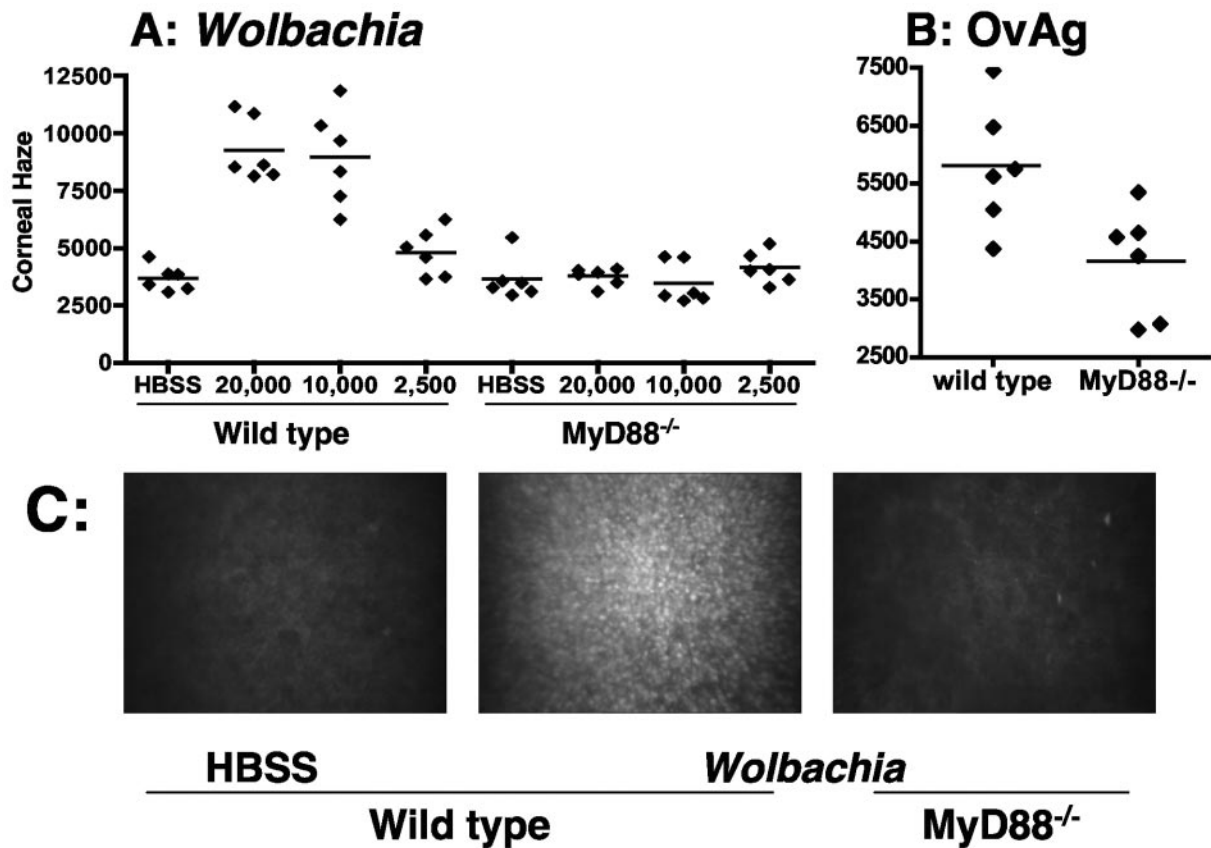 A: Wolbachia
Corneal Haze
12500
10000
7500
5000
2500
0
HBSS 20,000 10,000 2,500 HBSS 20,000 10,000 2,500
Wild type MyD88-/-
B: OvAg
7500
6500
5500
4500
3500
2500
wild type MyD88-/-
C:
HBSS Wolbachia
Wild type MyD88-/-